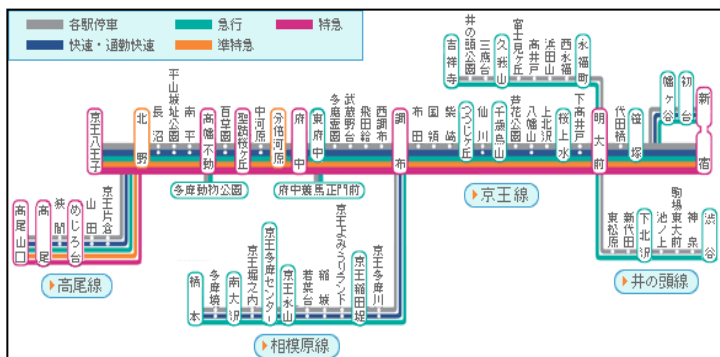 各駅停車
急行
特急
快速・通勤快速
準特急
吉祥寺
井の頭公園
三鷹台
久我山
富士見ヶ丘
高井戸
浜田山
西永福
永福町
京王八王子
北野
長沼
平山城址公園
南平
高幡不動
百草園
聖蹟桜ヶ丘
中河原
分倍河原
府中
東府中
多磨霊園
武蔵野台
飛田給
西調布
調布
布田
国領
柴崎
つつじヶ丘
仙川
千歳烏山
芦花公園
八幡山
上北沢
桜上水
下高井戸
明大前
代田橋
笹塚
幡ヶ谷
初台
新宿
多摩動物公園
府中競馬正門前
京王線
高尾山口
高尾
狭間
めじろ台
山田
京王片倉
高尾線
橋本
多摩境
南大沢
京王堀之内
京王多摩センター
京王永山
若葉台
稲城
京王よみうりランド
京王稲田堤
京王多摩川
相模原線
東松原
新代田
下北沢
池ノ上
駒場東大前
神泉
渋谷
井の頭線